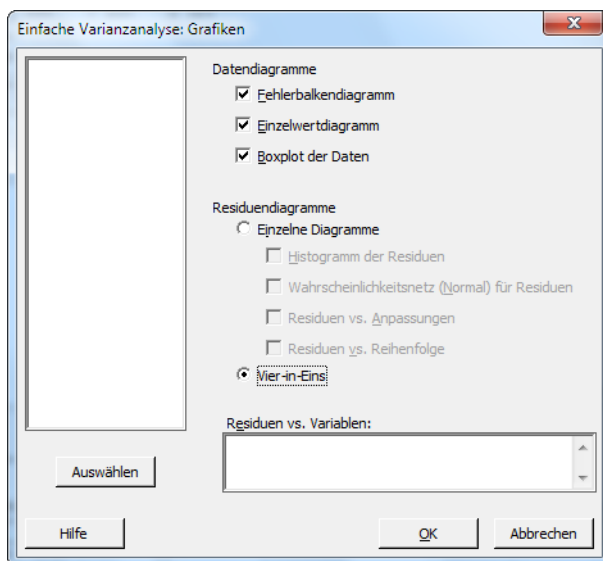 Einfache Varianzanalyse: Grafiken
Datendiagramme
Fehlerbalkendiagramm
Einzelwertdiagramm
Boxplot der Daten
Residuendiagramme
Einzelne Diagramme
Histogramm der Residuen
Wahrscheinlichkeitsnetz (Normal) für Residuen
Residuen vs. Anpassungen
Residuen vs. Reihenfolge
Vier-in-Eins
Residuen vs. Variablen:
Auswählen
Hilfe
OK
Abbrechen